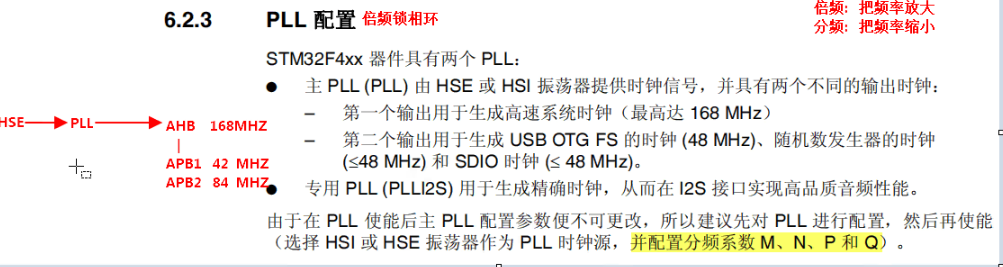 6.2.3 PLL 配置 倍频锁相环
倍频：把频率放大
分频：把频率缩小
STM32F4xx 器件具有两个 PLL：
● 主 PLL (PLL) 由 HSE 或 HSI 振荡器提供时钟信号，并具有两个不同的输出时钟：
– 第一个输出用于生成高速系统时钟（最高达 168 MHz）
– 第二个输出用于生成 USB OTG FS 的时钟 (48 MHz)、随机数发生器的时钟
(≤48 MHz) 和 SDIO 时钟 (≤ 48 MHz)。
● 专用 PLL (PLLI2S) 用于生成精确时钟，从而在 I2S 接口实现高品质音频性能。
由于在 PLL 使能后主 PLL 配置参数便不可更改，所以建议先对 PLL 进行配置，然后再使能
（选择 HSI 或 HSE 振荡器作为 PLL 时钟源，并配置分频系数 M、N、P 和 Q）。
HSE PLL AHB 168MHZ
APB1 42 MHZ
APB2 84 MHZ